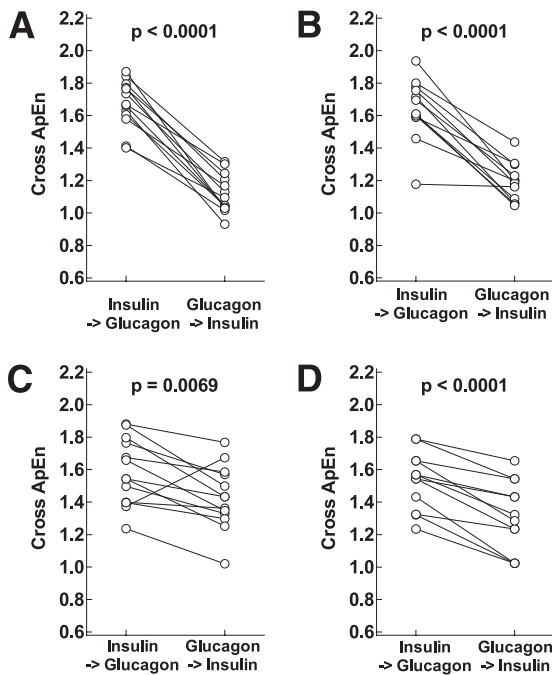 A
p < 0.0001
Cross ApEn
2.2
2.0
1.8
1.6
1.4
1.2
1.0
0.8
0.6
Insulin
-> Glucagon
Glucagon
-> Insulin
B
p < 0.0001
Cross ApEn
2.2
2.0
1.8
1.6
1.4
1.2
1.0
0.8
0.6
Insulin
-> Glucagon
Glucagon
-> Insulin
C
p = 0.0069
Cross ApEn
2.2
2.0
1.8
1.6
1.4
1.2
1.0
0.8
0.6
Insulin
-> Glucagon
Glucagon
-> Insulin
D
p < 0.0001
Cross ApEn
2.2
2.0
1.8
1.6
1.4
1.2
1.0
0.8
0.6
Insulin
-> Glucagon
Glucagon
-> Insulin